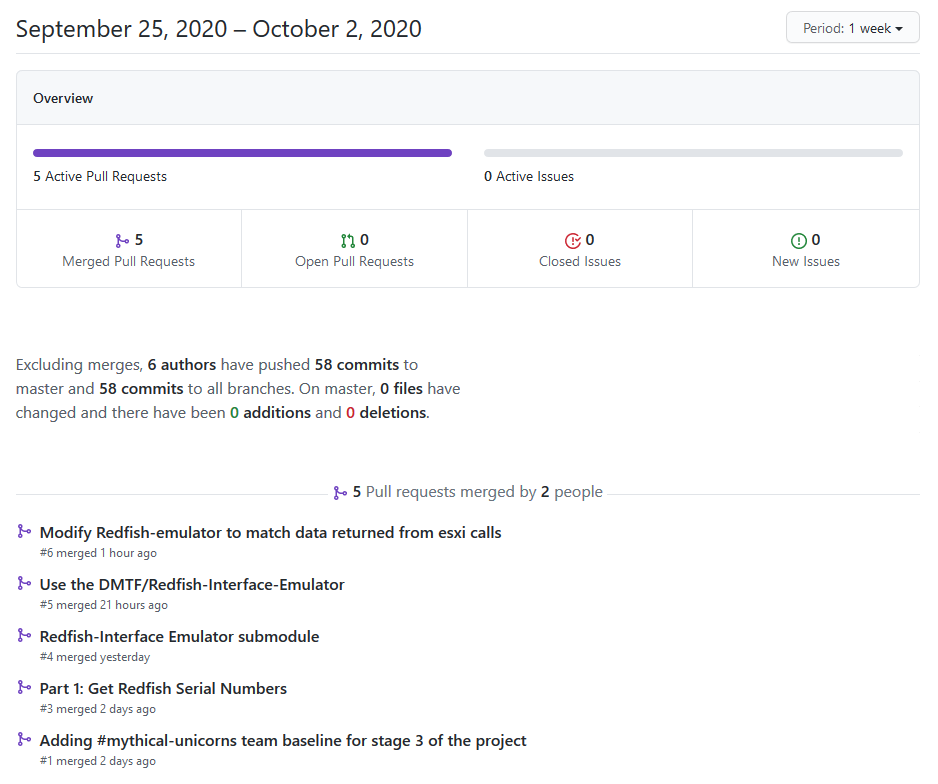 September 25, 2020 – October 2, 2020
Period: 1 week
Overview
5 Active Pull Requests
0 Active Issues
5
Merged Pull Requests
0
Open Pull Requests
0
Closed Issues
0
New Issues
Excluding merges, 6 authors have pushed 58 commits to
master and 58 commits to all branches. On master, 0 files have
changed and there have been 0 additions and 0 deletions.
5 Pull requests merged by 2 people
Modify Redfish-emulator to match data returned from esxi calls
#6 merged 1 hour ago
Use the DMTF/Redfish-Interface-Emulator
#5 merged 21 hours ago
Redfish-Interface Emulator submodule
#4 merged yesterday
Part 1: Get Redfish Serial Numbers
#3 merged 2 days ago
Adding #mythical-unicorns team baseline for stage 3 of the project
#1 merged 2 days ago